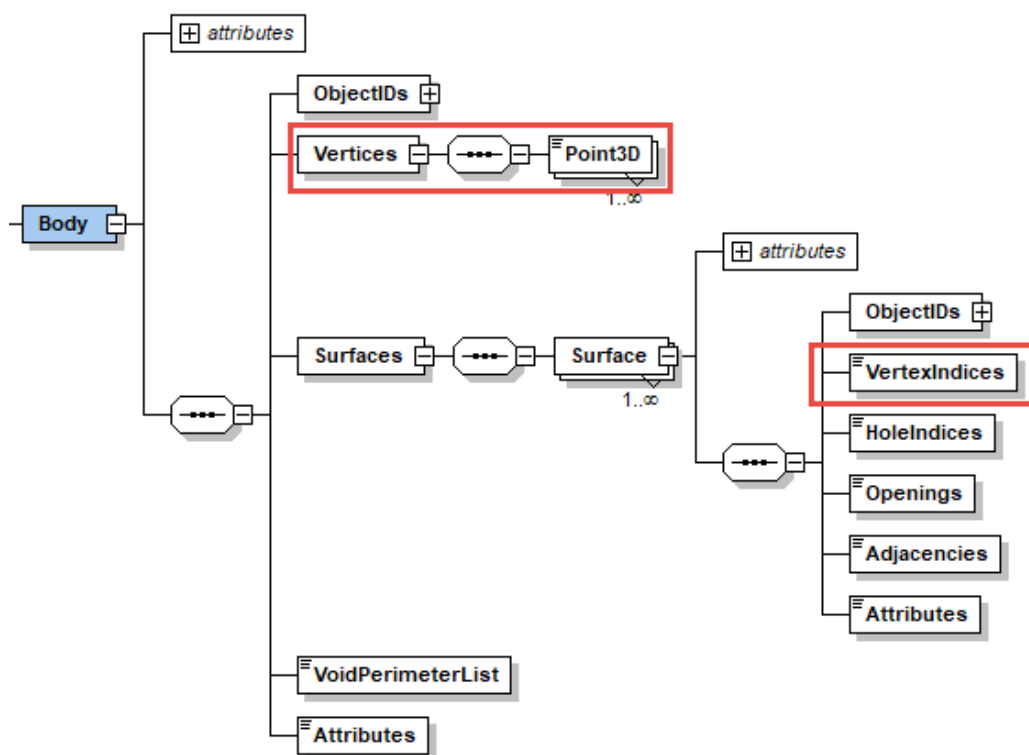 attributes
ObjectIDs
Vertices
Point3D
1..∞
Body
attributes
ObjectIDs
Surfaces
Surface
1..∞
VertexIndices
HoleIndices
Openings
Adjacencies
Attributes
VoidPerimeterList
Attributes